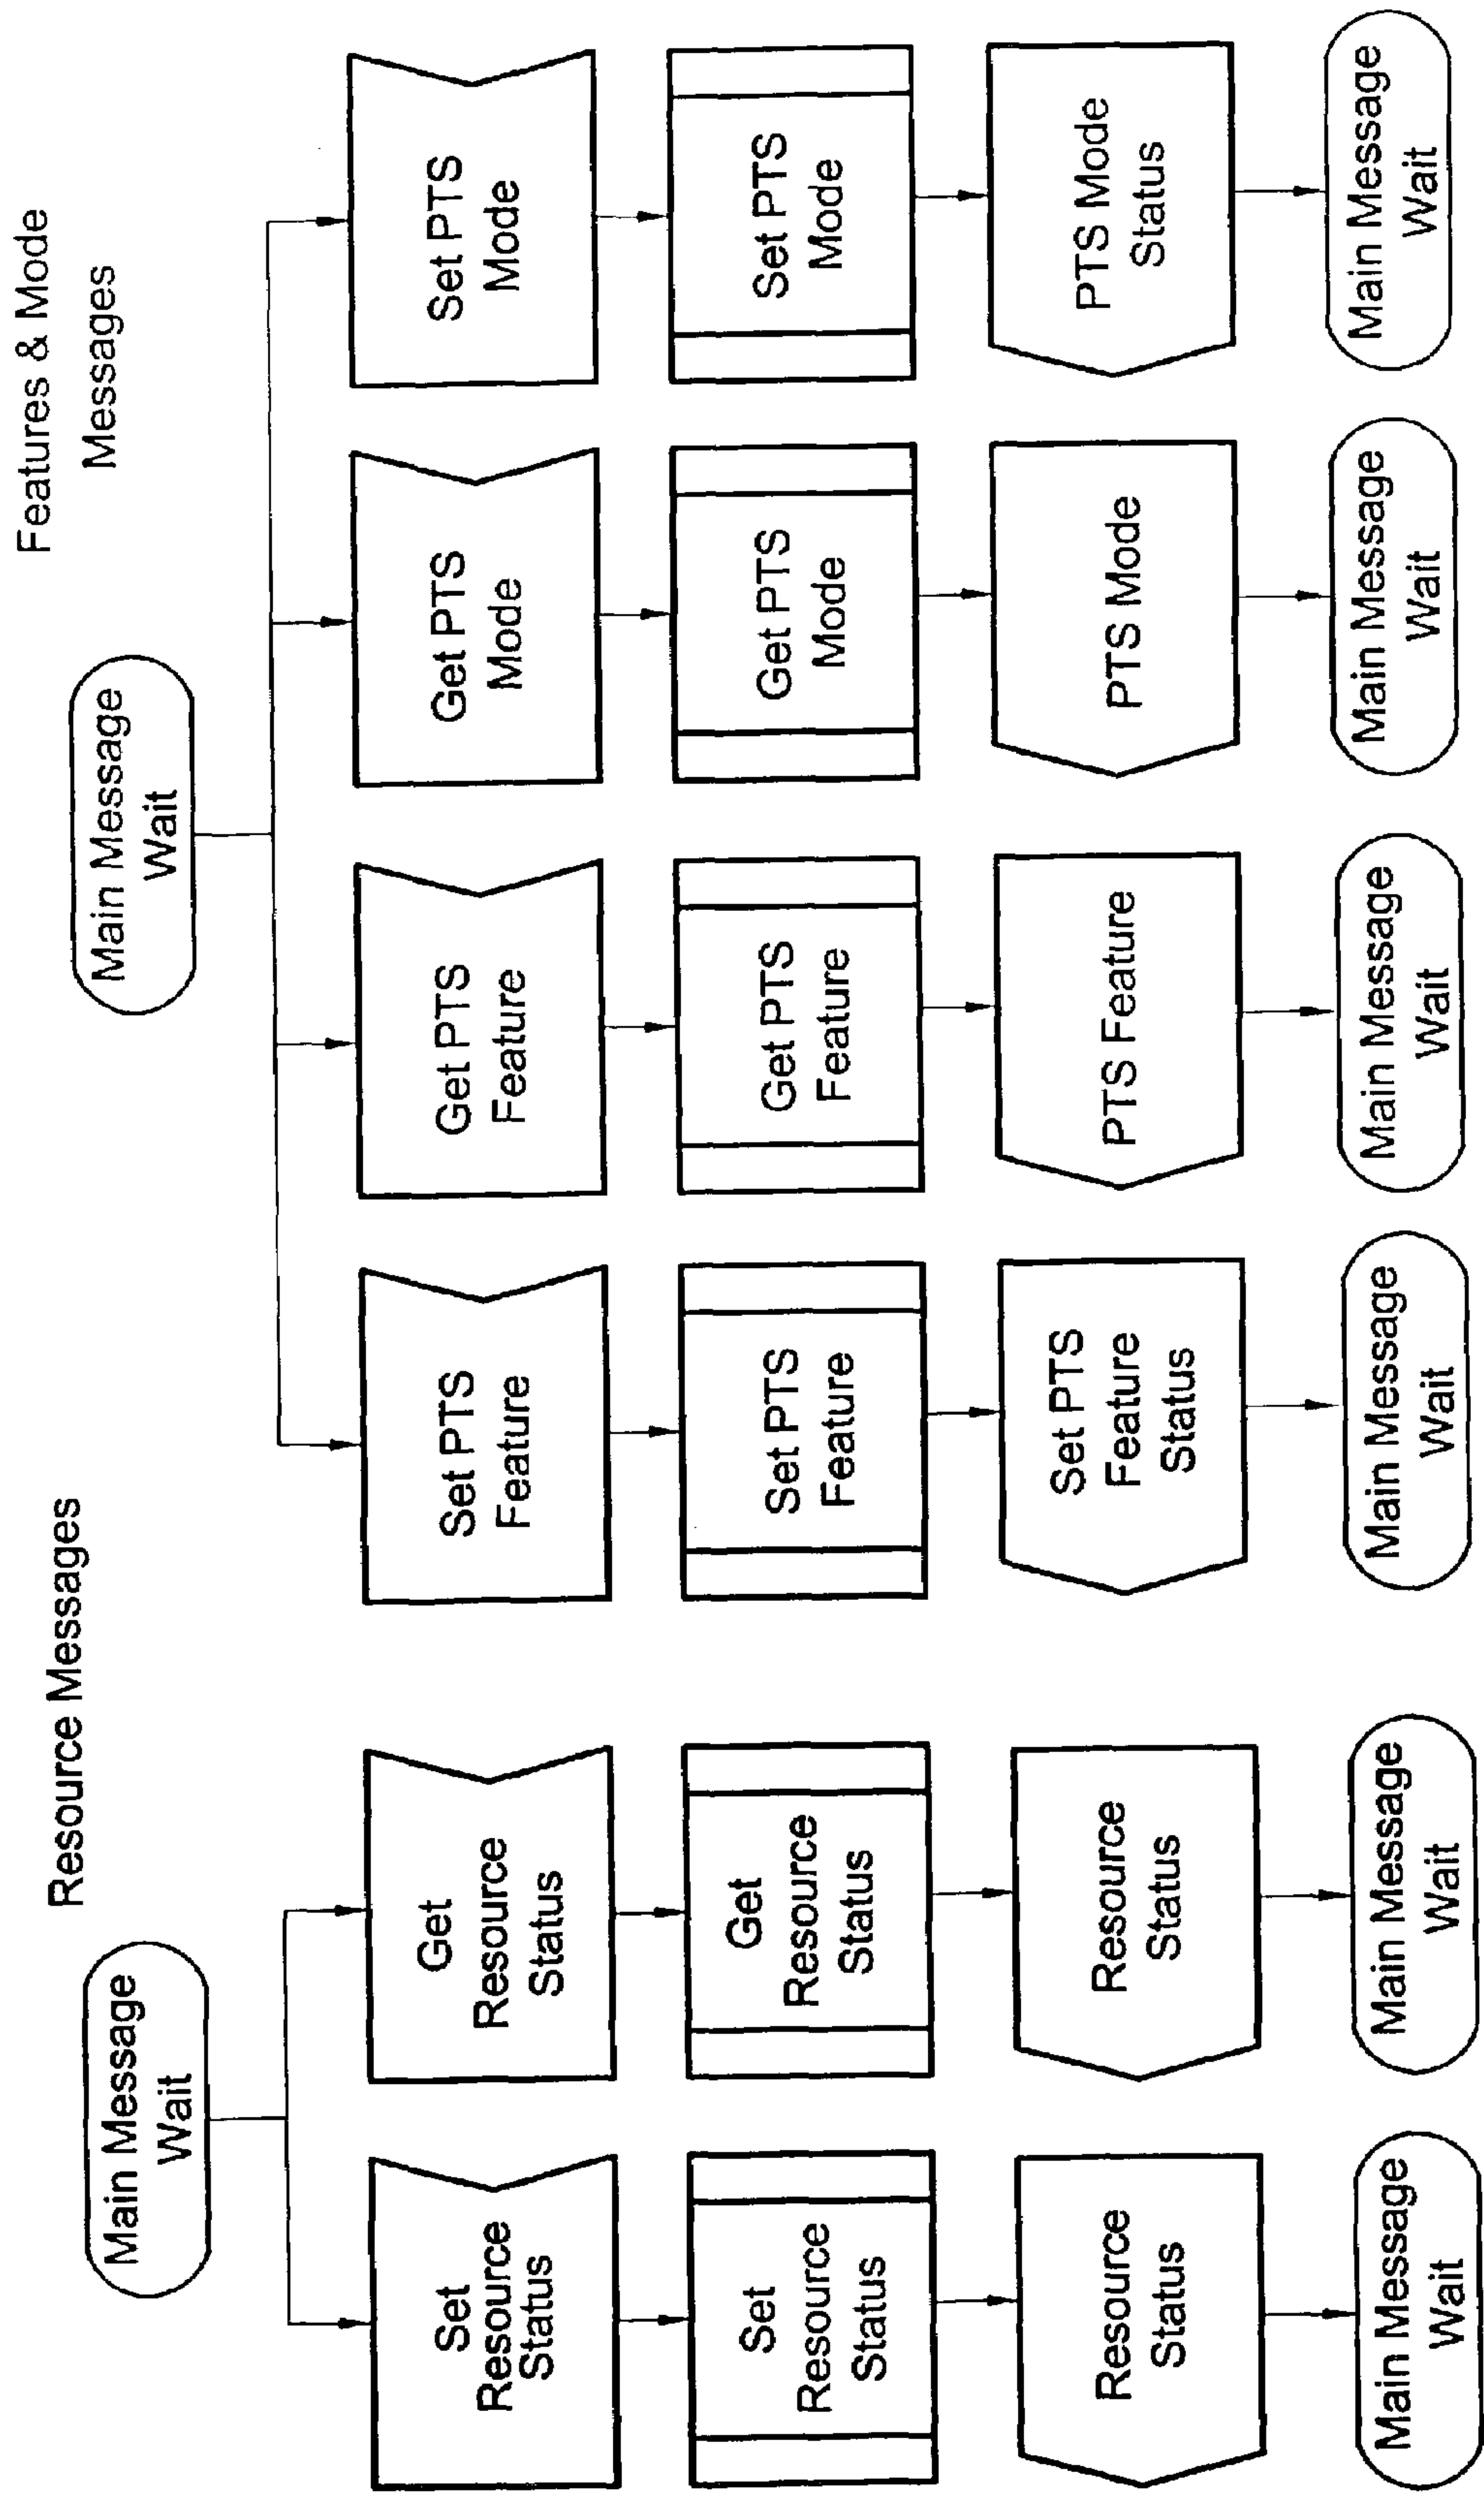 Resource Messages
Main Message
Wait
Set
Resource
Status
Get
Resource
Status
Set
Resource
Status
Get
Resource
Status
Resource
Status
Resource
Status
Main Message
Wait
Main Message
Wait
Features & Mode
Messages
Main Message
Wait
Set PTS
Feature
Get PTS
Feature
Get PTS
Mode
Set PTS
Mode
Set PTS
Feature
Get PTS
Feature
Get PTS
Mode
Set PTS
Mode
Set PTS
Feature
Status
PTS Feature
PTS Mode
PTS Mode
Status
Main Message
Wait
Main Message
Wait
Main Message
Wait
Main Message
Wait